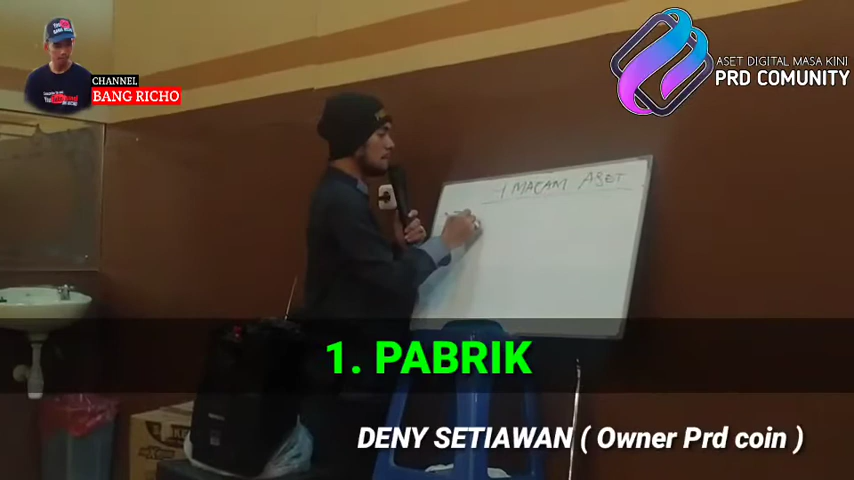 CHANNEL
BANG RICHO
ASET DIGITAL MASA KINI
PRD COMUNITY
MACAM ASET
1. PABRIK
DENY SETIAWAN ( Owner Prd coin )